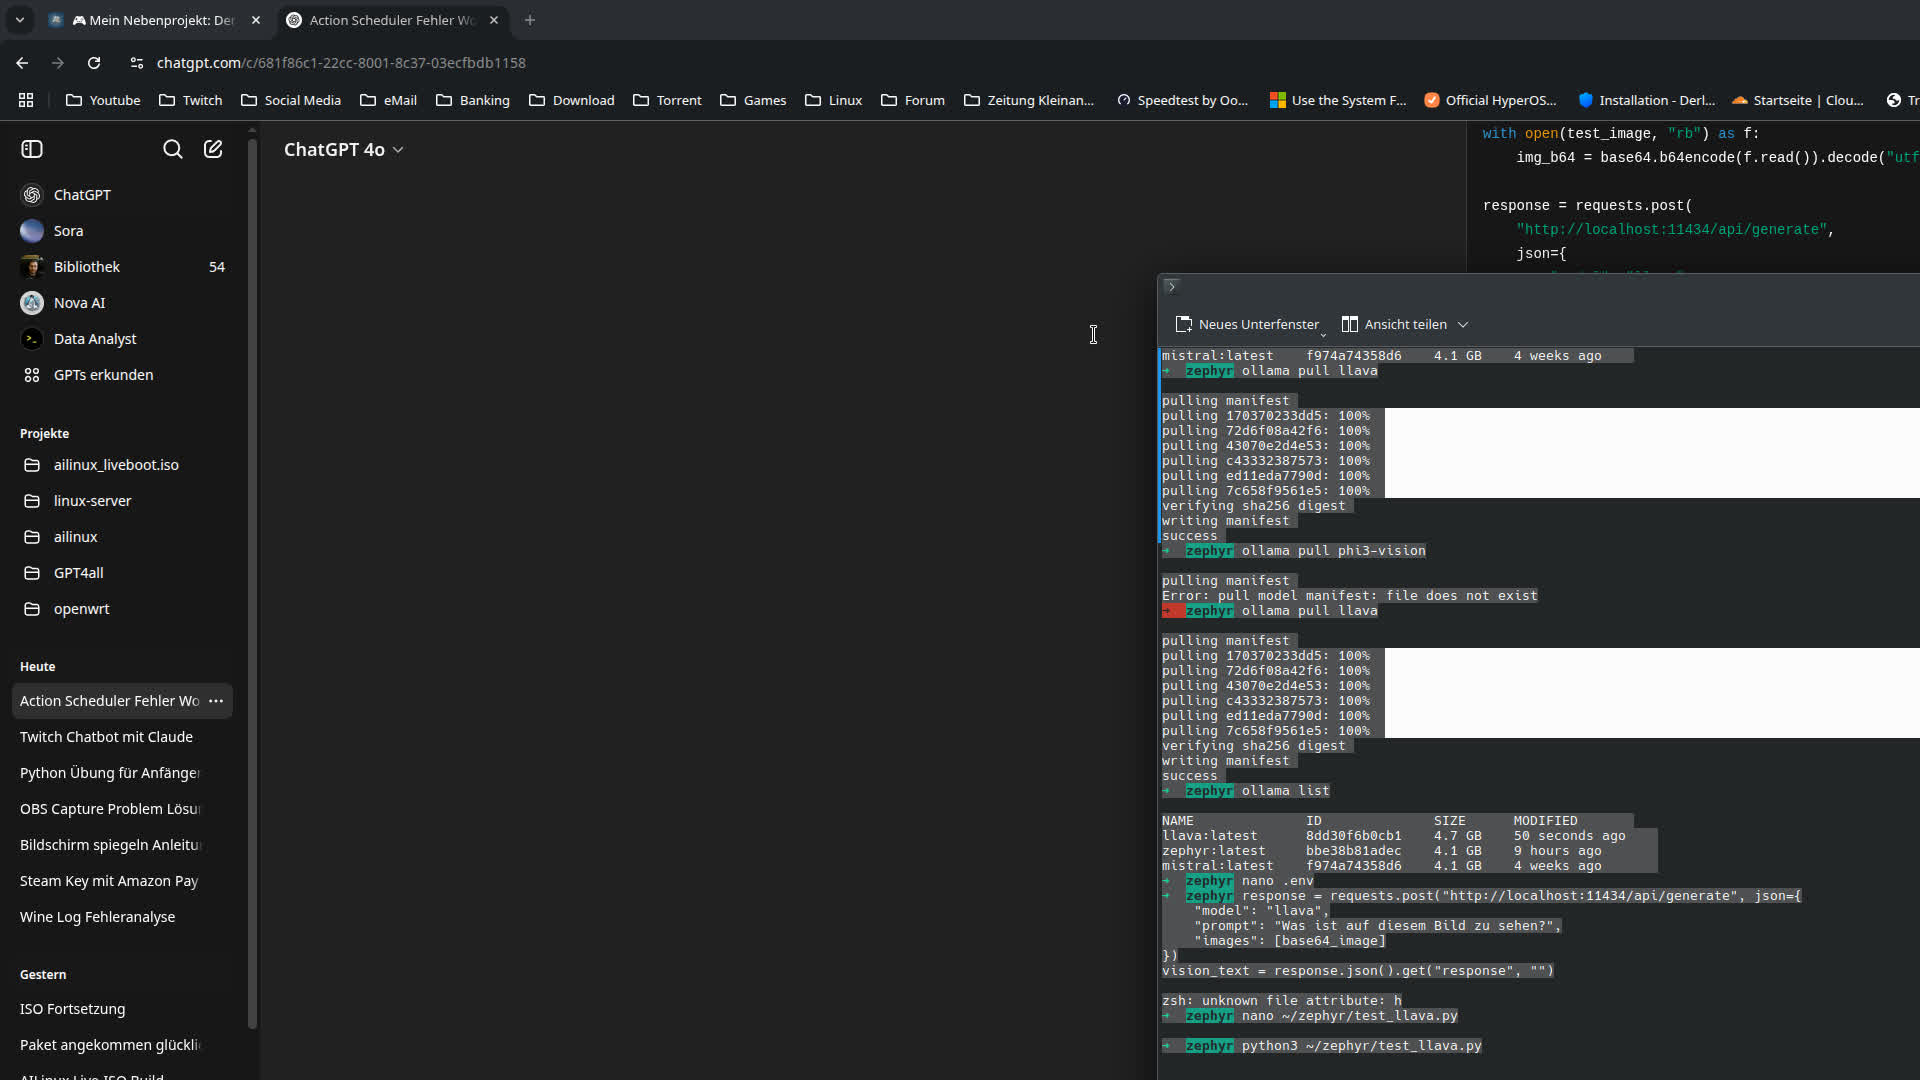 🎮 Mein Nebenprojekt: Der
Action Scheduler Fehler Wo
chatgpt.com/c/681f86c1-22cc-8001-8c37-03ecfbdb1158
Youtube
Twitch
Social Media
eMail
Banking
Download
Torrent
Games
Linux
Forum
Zeitung Kleinan...
Speedtest by Oo...
Use the System F...
Official HyperOS...
Installation - Derl...
Startseite | Clou...
Tr
ChatGPT
Sora
Bibliothek 54
Nova AI
Data Analyst
GPTs erkunden
Projekte
ailinux_liveboot.iso
linux-server
ailinux
GPT4all
openwrt
Heute
Action Scheduler Fehler Wo
Twitch Chatbot mit Claude
Python Übung für Anfänger
OBS Capture Problem Lösu
Bildschirm spiegeln Anleitu
Steam Key mit Amazon Pay
Wine Log Fehleranalyse
Gestern
ISO Fortsetzung
Paket angekommen glückli
AILinux Live ISO Build
ChatGPT 4o
with open(test_image, "rb") as f:
img_b64 = base64.b64encode(f.read()).decode("utf
response = requests.post(
"http://localhost:11434/api/generate",
json={
Neues Unterfenster
Ansicht teilen
mistral:latest f974a74358d6 4.1 GB 4 weeks ago
➜ zephyr ollama pull llava
pulling manifest
pulling 170370233dd5: 100%
pulling 72d6f08a42f6: 100%
pulling 43070e2d4e53: 100%
pulling c43332387573: 100%
pulling ed11eda7790d: 100%
pulling 7c658f9561e5: 100%
verifying sha256 digest
writing manifest
success
➜ zephyr ollama pull phi3-vision
pulling manifest
Error: pull model manifest: file does not exist
➜ zephyr ollama pull llava
pulling manifest
pulling 170370233dd5: 100%
pulling 72d6f08a42f6: 100%
pulling 43070e2d4e53: 100%
pulling c43332387573: 100%
pulling ed11eda7790d: 100%
pulling 7c658f9561e5: 100%
verifying sha256 digest
writing manifest
success
➜ zephyr ollama list
NAME ID SIZE MODIFIED
llava:latest 8dd30f6b0cb1 4.7 GB 50 seconds ago
zephyr:latest bbe38b81adec 4.1 GB 9 hours ago
mistral:latest f974a74358d6 4.1 GB 4 weeks ago
➜ zephyr nano .env
➜ zephyr response = requests.post("http://localhost:11434/api/generate", json={
"model": "llava",
"prompt": "Was ist auf diesem Bild zu sehen?",
"images": [base64_image]
})
vision_text = response.json().get("response", "")
zsh: unknown file attribute: h
➜ zephyr nano ~/zephyr/test_llava.py
➜ zephyr python3 ~/zephyr/test_llava.py